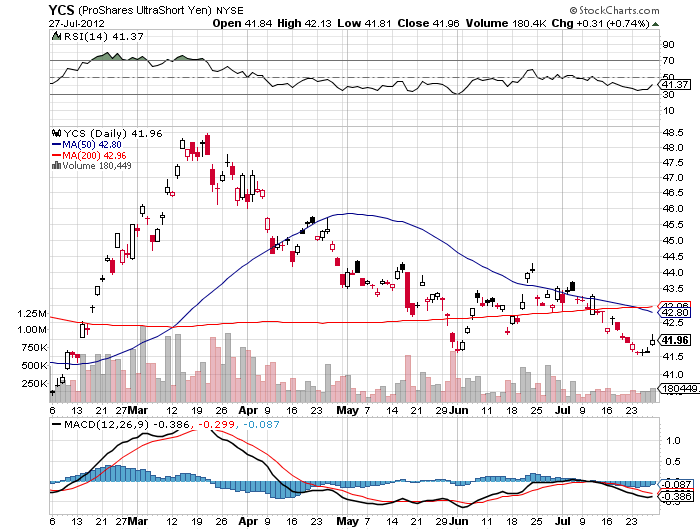 YCS (ProShares UltraShort Yen) NYSE © StockCharts.com
27-Jul-2012 Open 41.84 High 42.13 Low 41.81 Close 41.96 Volume 180.4K Chg +0.31 (+0.74%)
RSI(14) 41.37
90
70
50
41.37
30
10
YCS (Daily) 41.96
MA(50) 42.80
MA(200) 42.96
Volume 180,449
48.5
48.0
47.5
47.0
46.5
46.0
45.5
45.0
44.5
44.0
43.5
42.96
42.80
41.96
41.5
180449
1.25M
1.00M
750K
500K
250K
6 13 21 27 Mar 12 19 26 Apr 9 16 23 May 7 14 21 29 Jun 11 18 25 Jul 9 16 23
MACD(12,26,9) -0.386, -0.299, -0.087
1.0
0.5
-0.087
-0.386
6 13 21 27 Mar 12 19 26 Apr 9 16 23 May 7 14 21 29 Jun 11 18 25 Jul 9 16 23